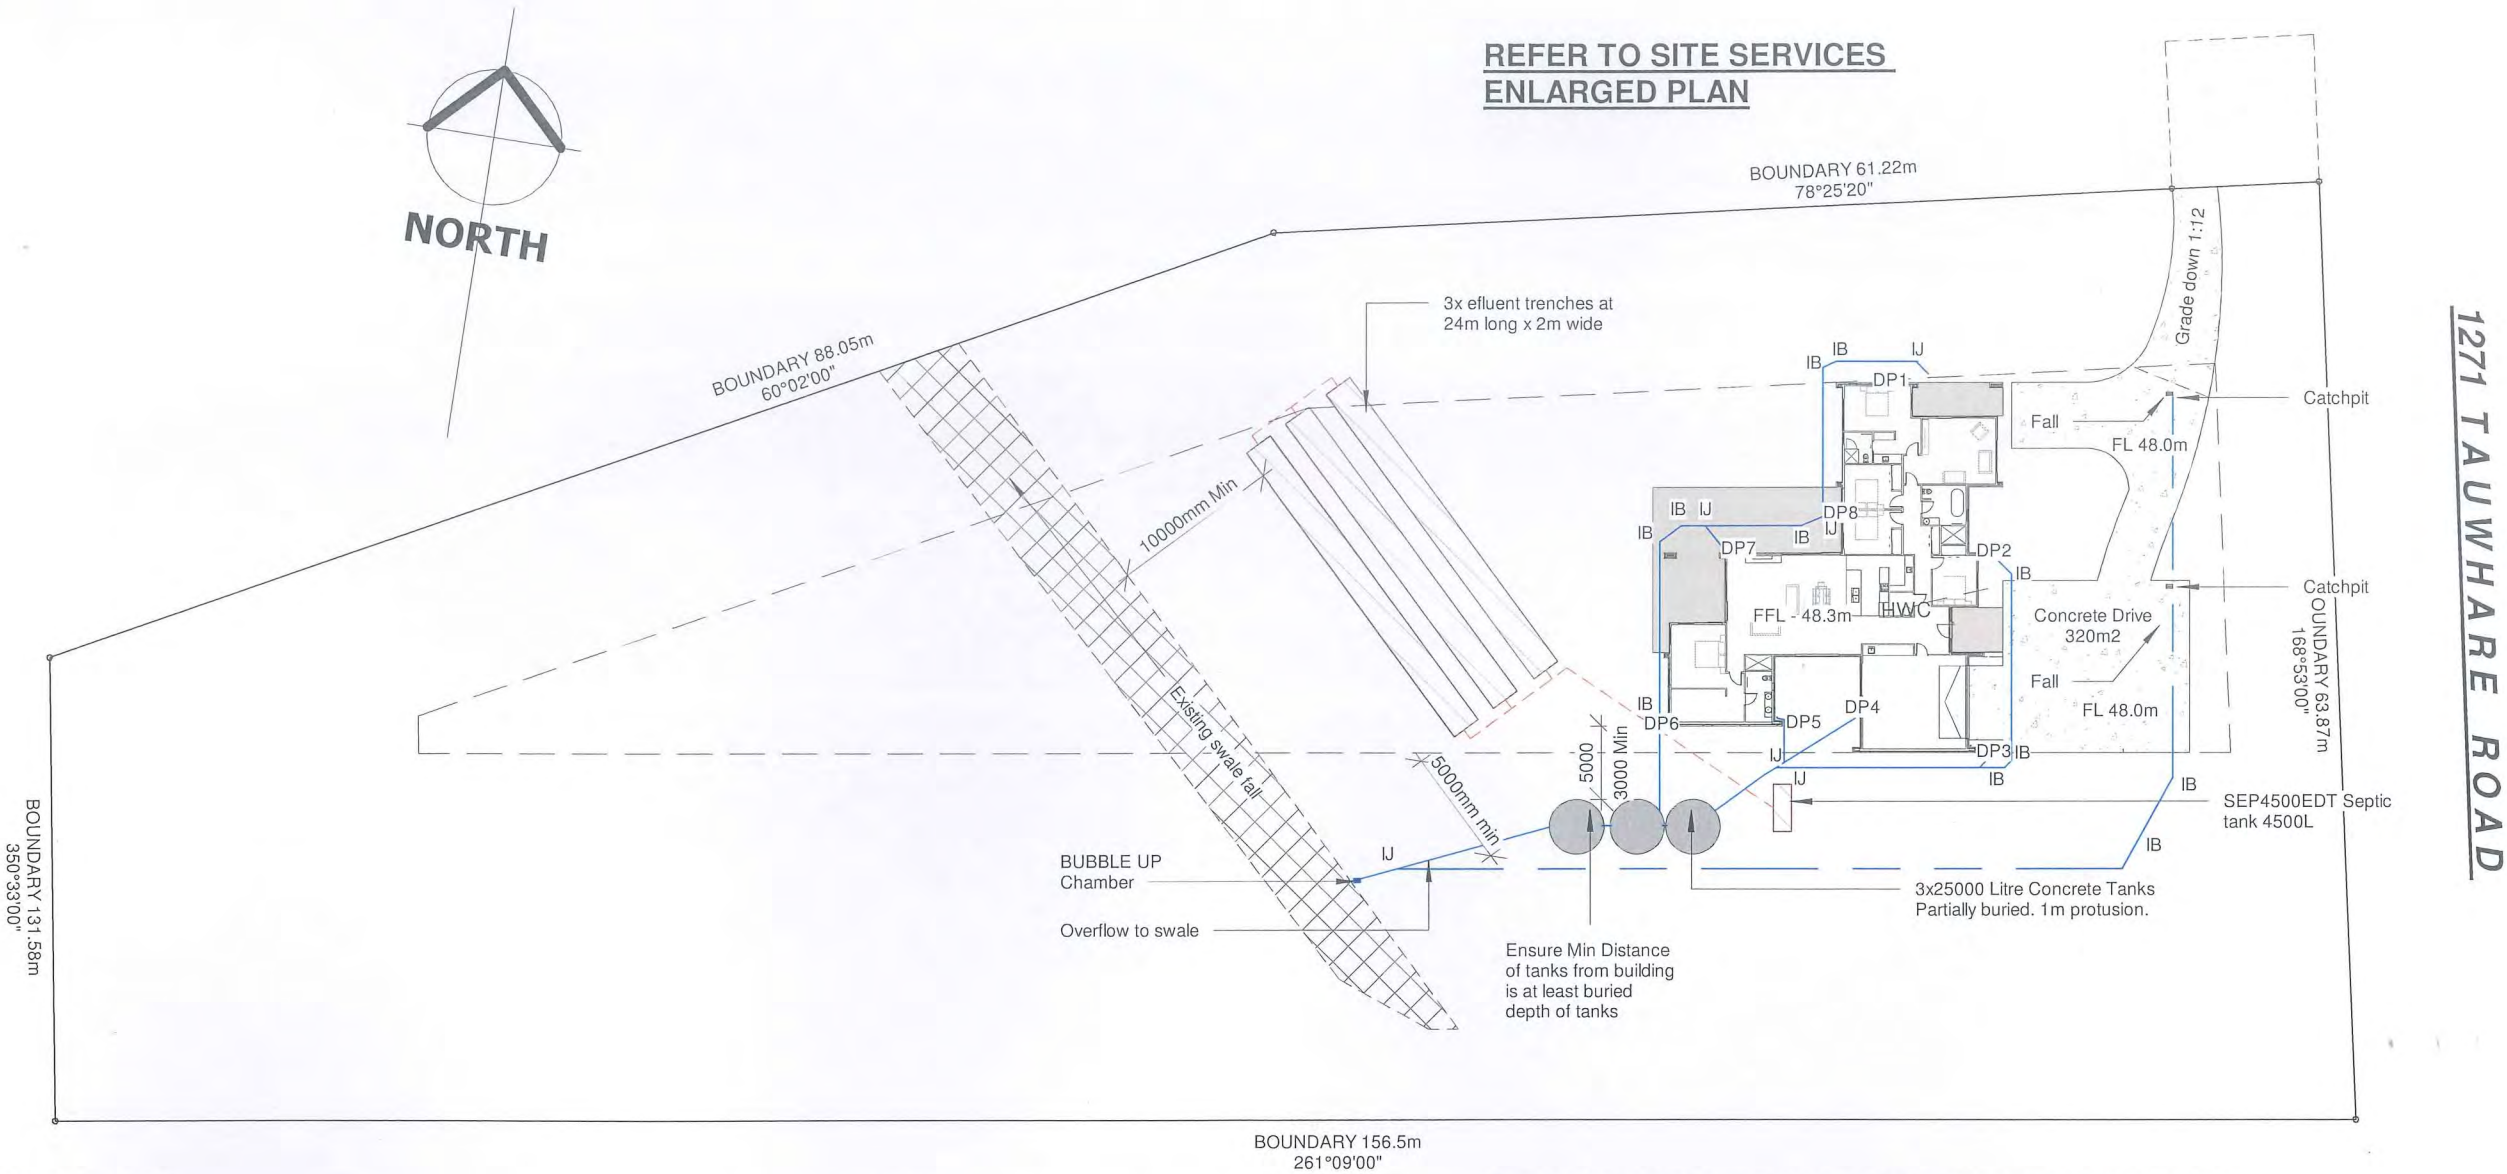 REFER TO SITE SERVICES
ENLARGED PLAN
NORTH
BOUNDARY 61.22m
78°25'20"
BOUNDARY 88.05m
60°02'00"
3x efluent trenches at
24m long x 2m wide
Grade down 1:12
1271 TAUWHARE ROAD
IB
IB
IJ
DP1
Catchpit
Fall
FL 48.0m
10000mm Min
IB
IJ
DP8
IB
IB
IJ
DP7
DP2
IB
Catchpit
FFL - 48.3m
HWC
Concrete Drive
320m2
OUNDARY 63.87m
168°53'00"
Fall
FL 48.0m
Existing swale fall
IB
DP6
DP5
DP4
DP3
IB
IJ
IJ
IB
IB
5000
3000 Min
5000mm min
SEP4500EDT Septic
tank 4500L
BOUNDARY 131.58m
350°33'00"
IB
IJ
BUBBLE UP
Chamber
3x25000 Litre Concrete Tanks
Partially buried. 1m protusion.
Overflow to swale
Ensure Min Distance
of tanks from building
is at least buried
depth of tanks
BOUNDARY 156.5m
261°09'00"